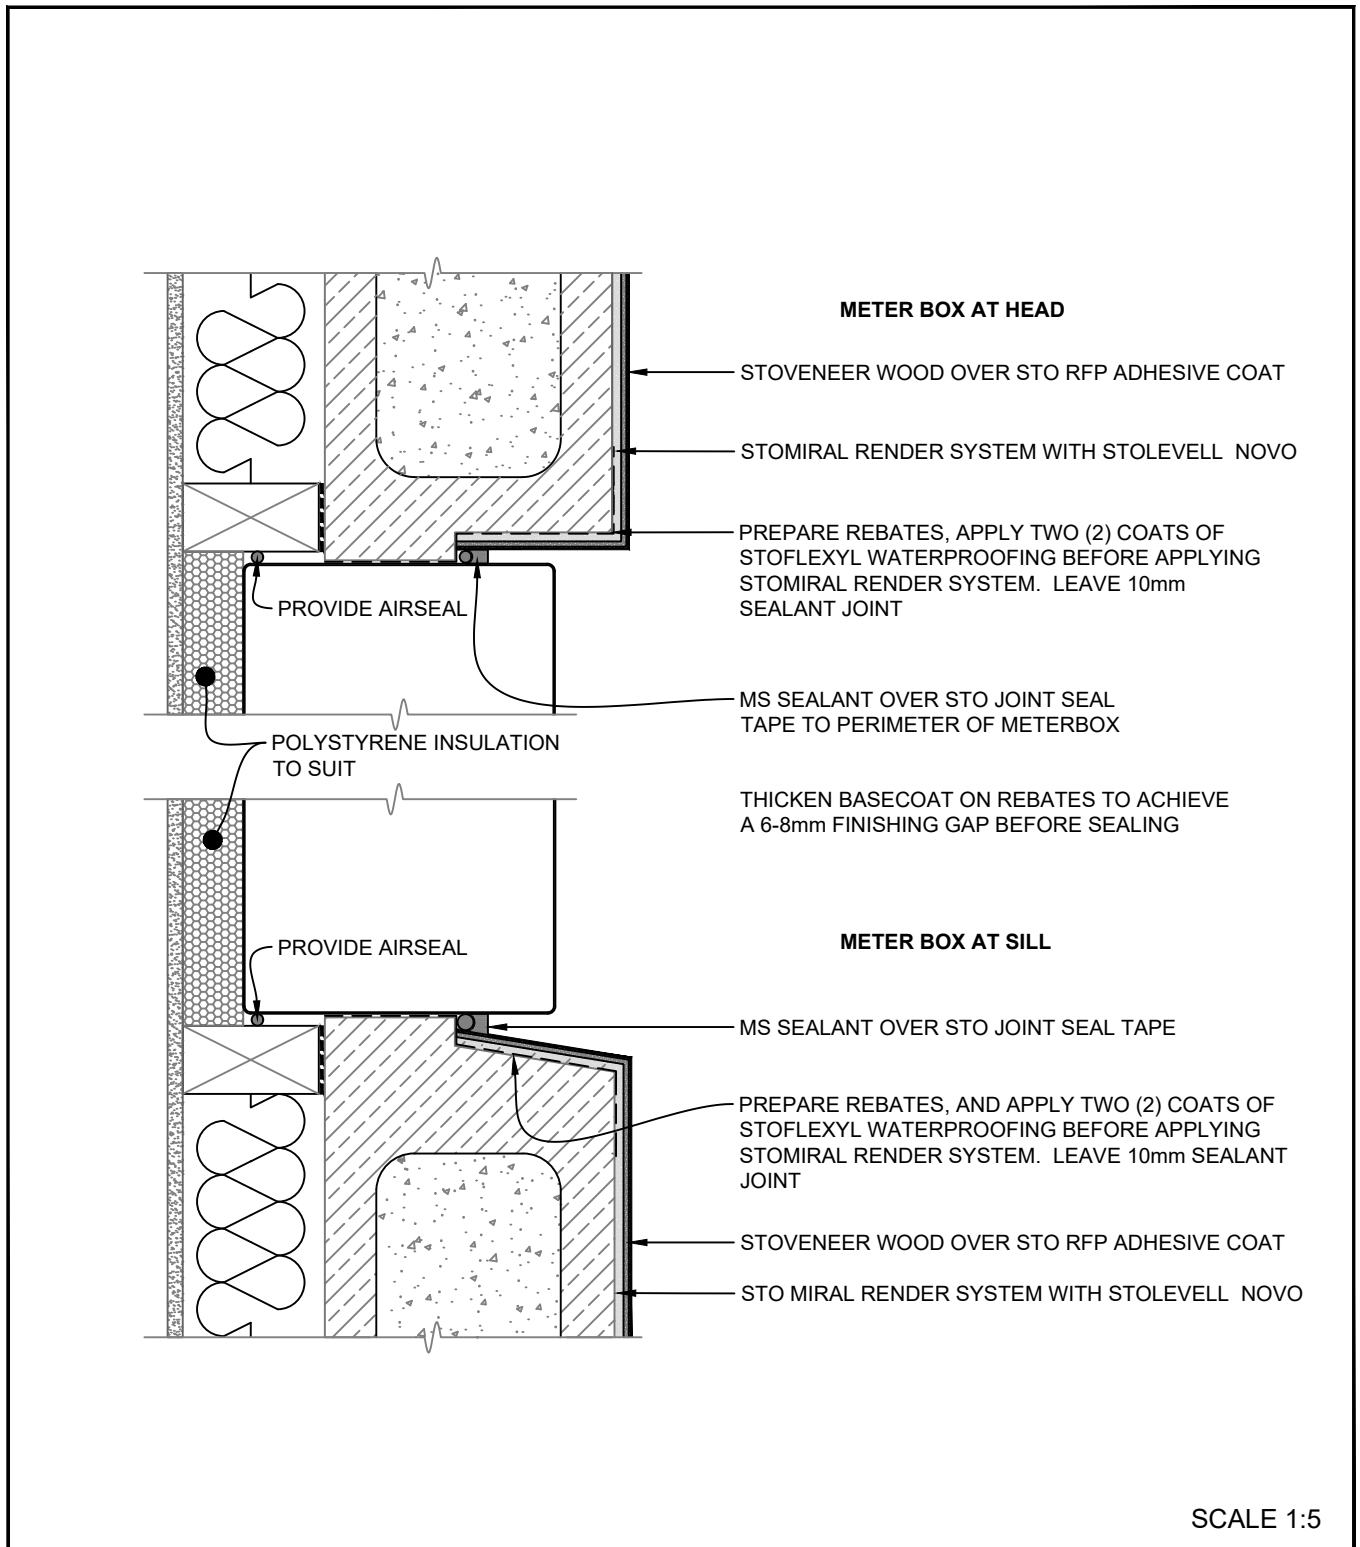 METER BOX AT HEAD
STOVENEER WOOD OVER STO RFP ADHESIVE COAT
STOMIRAL RENDER SYSTEM WITH STOLEVELL NOVO
PREPARE REBATES, APPLY TWO (2) COATS OF
STOFLEXYL WATERPROOFING BEFORE APPLYING
STOMIRAL RENDER SYSTEM. LEAVE 10mm
SEALANT JOINT
PROVIDE AIRSEAL
MS SEALANT OVER STO JOINT SEAL
TAPE TO PERIMETER OF METERBOX
POLYSTYRENE INSULATION
TO SUIT
THICKEN BASECOAT ON REBATES TO ACHIEVE
A 6-8mm FINISHING GAP BEFORE SEALING
METER BOX AT SILL
PROVIDE AIRSEAL
MS SEALANT OVER STO JOINT SEAL TAPE
PREPARE REBATES, AND APPLY TWO (2) COATS OF
STOFLEXYL WATERPROOFING BEFORE APPLYING
STOMIRAL RENDER SYSTEM. LEAVE 10mm SEALANT
JOINT
STOVENEER WOOD OVER STO RFP ADHESIVE COAT
STO MIRAL RENDER SYSTEM WITH STOLEVELL NOVO
SCALE 1:5